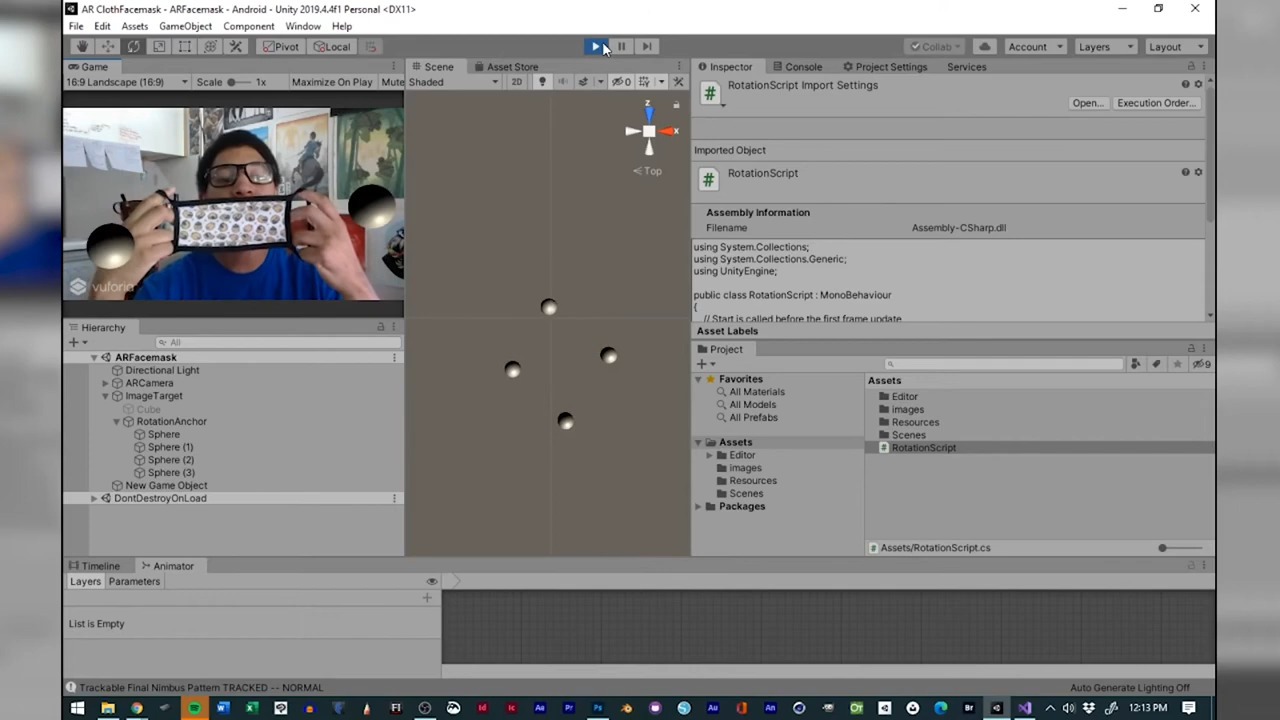 AR ClothFacemask - ARFacemask - Android - Unity 2019.4.4f1 Personal <DX11>
File Edit Assets GameObject Component Window Help
Pivot Local Collab Account Layers Layout
Game
16:9 Landscape (16:9) Scale 1x Maximize On Play Mute
vuforia
Scene Asset Store
Shaded 2D 0
z
x
Top
Inspector Console Project Settings Services
RotationScript Import Settings
Open... Execution Order...
Imported Object
RotationScript
Assembly Information
Filename Assembly-CSharp.dll
using System.Collections;
using System.Collections.Generic;
using UnityEngine;
public class RotationScript : MonoBehaviour
{
// Start is called before the first frame update
Asset Labels
Hierarchy
All
ARFacemask
Directional Light
ARCamera
ImageTarget
Cube
RotationAnchor
Sphere
Sphere (1)
Sphere (2)
Sphere (3)
New Game Object
DontDestroyOnLoad
Project
9
Favorites
All Materials
All Models
All Prefabs
Assets
Editor
images
Resources
Scenes
Packages
Assets
Editor
images
Resources
Scenes
RotationScript
Assets/RotationScript.cs
Timeline Animator
Layers Parameters
List is Empty
Trackable Final Nimbus Pattern TRACKED -- NORMAL
Auto Generate Lighting Off
12:13 PM